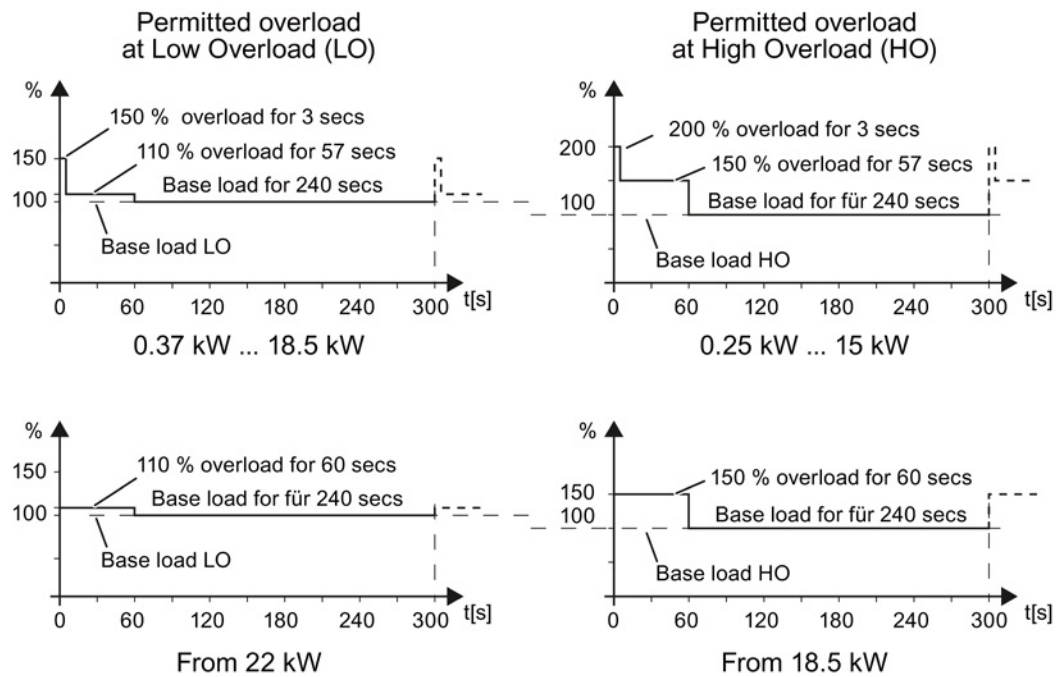 Permitted overload
at Low Overload (LO)
%
150 % overload for 3 secs
150
110 % overload for 57 secs
Base load for 240 secs
100
Base load LO
0 60 120 180 240 300 t[s]
0.37 kW ... 18.5 kW
Permitted overload
at High Overload (HO)
%
200 % overload for 3 secs
200
150 % overload for 57 secs
100
Base load for für 240 secs
Base load HO
0 60 120 180 240 300 t[s]
0.25 kW ... 15 kW
%
110 % overload for 60 secs
150
Base load for für 240 secs
100
Base load LO
0 60 120 180 240 300 t[s]
From 22 kW
%
150 % overload for 60 secs
150
100
Base load for für 240 secs
Base load HO
0 60 120 180 240 300 t[s]
From 18.5 kW